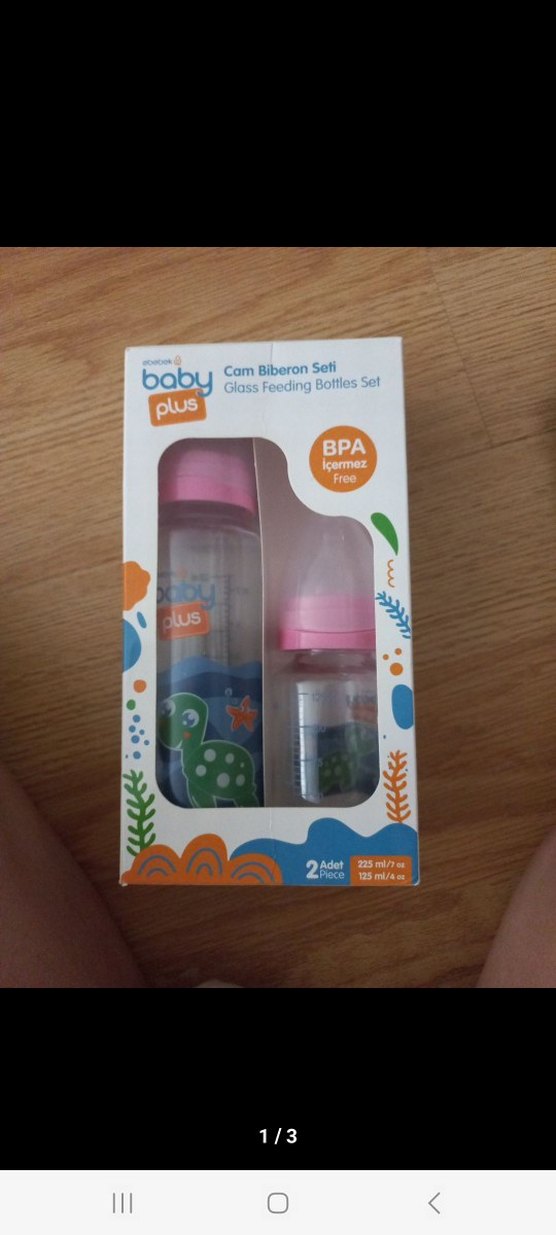 ebebek
baby
plus
Cam Biberon Seti
Glass Feeding Bottles Set
BPA
İçermez
Free
baby
plus
125
2 Adet
Piece
225 ml/7 oz
125 ml/4 oz
1 / 3